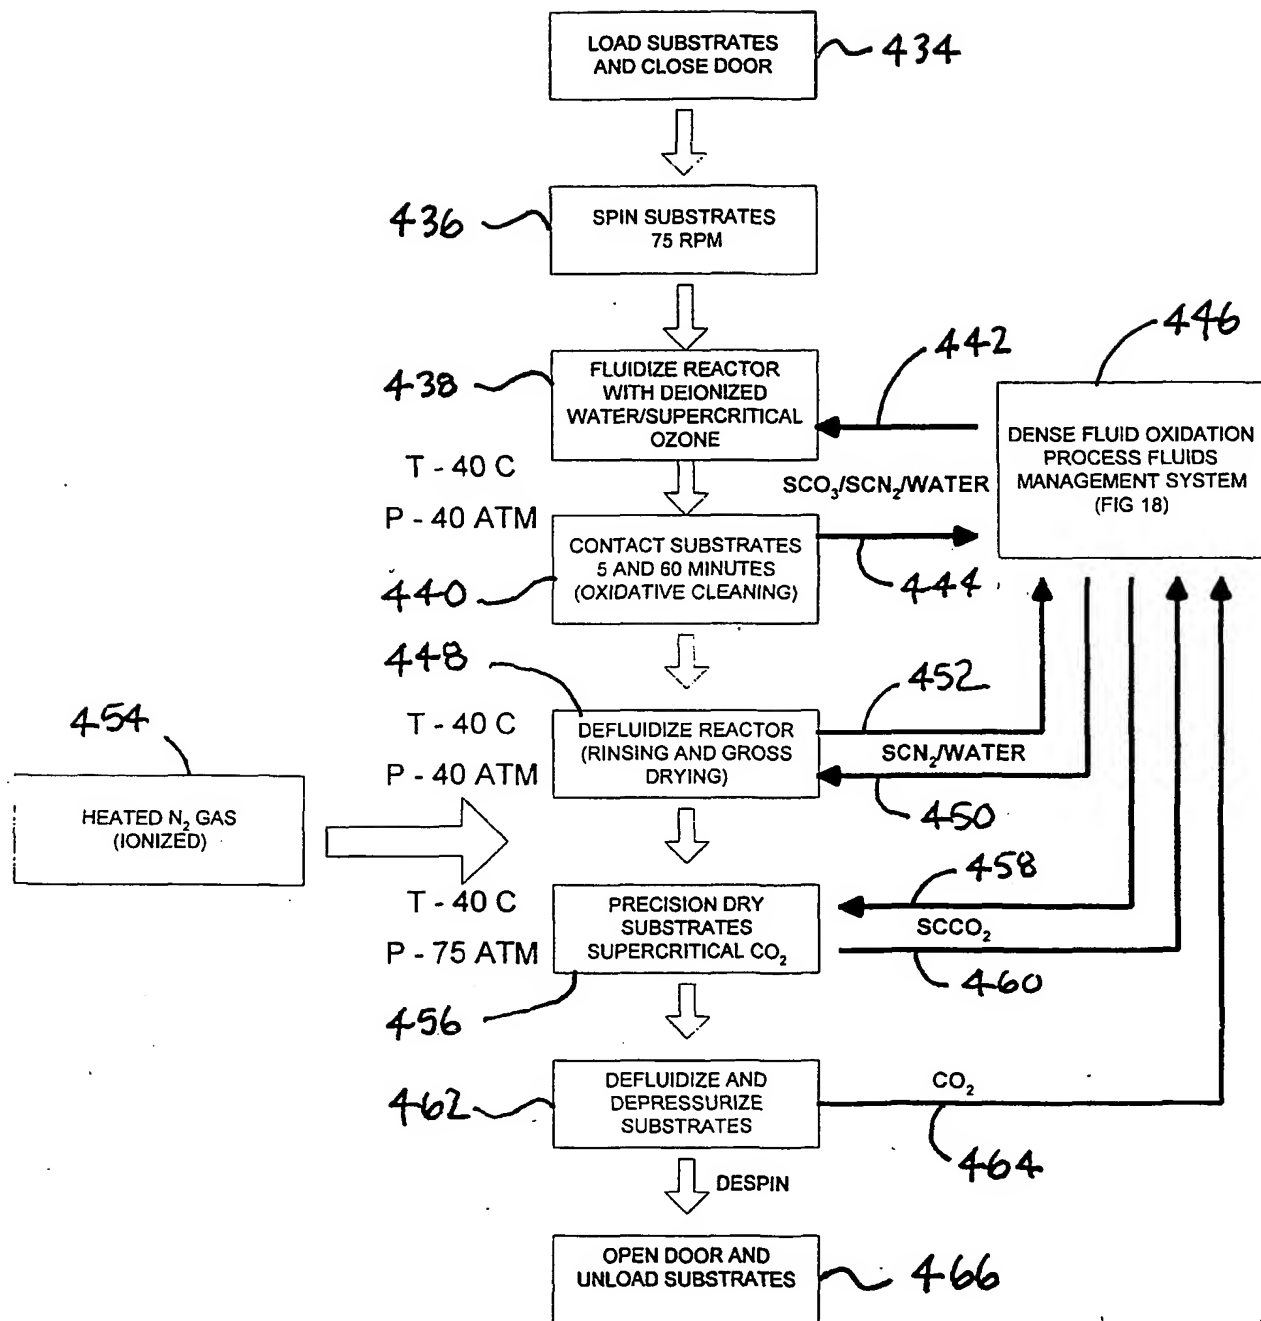 LOAD SUBSTRATES
AND CLOSE DOOR
434
436
SPIN SUBSTRATES
75 RPM
438
FLUIDIZE REACTOR
WITH DEIONIZED
WATER/SUPERCRITICAL
OZONE
442
446
DENSE FLUID OXIDATION
PROCESS FLUIDS
MANAGEMENT SYSTEM
(FIG 18)
T - 40 C
P - 40 ATM
SCO₃/SCN₂/WATER
440
CONTACT SUBSTRATES
5 AND 60 MINUTES
(OXIDATIVE CLEANING)
444
448
452
454
T - 40 C
P - 40 ATM
DEFLUIDIZE REACTOR
(RINSING AND GROSS
DRYING)
SCN₂/WATER
450
HEATED N₂ GAS
(IONIZED)
458
T - 40 C
P - 75 ATM
PRECISION DRY
SUBSTRATES
SUPERCRITICAL CO₂
SCCO₂
460
456
462
DEFLUIDIZE AND
DEPRESSURIZE
SUBSTRATES
CO₂
464
DESPIN
OPEN DOOR AND
UNLOAD SUBSTRATES
466